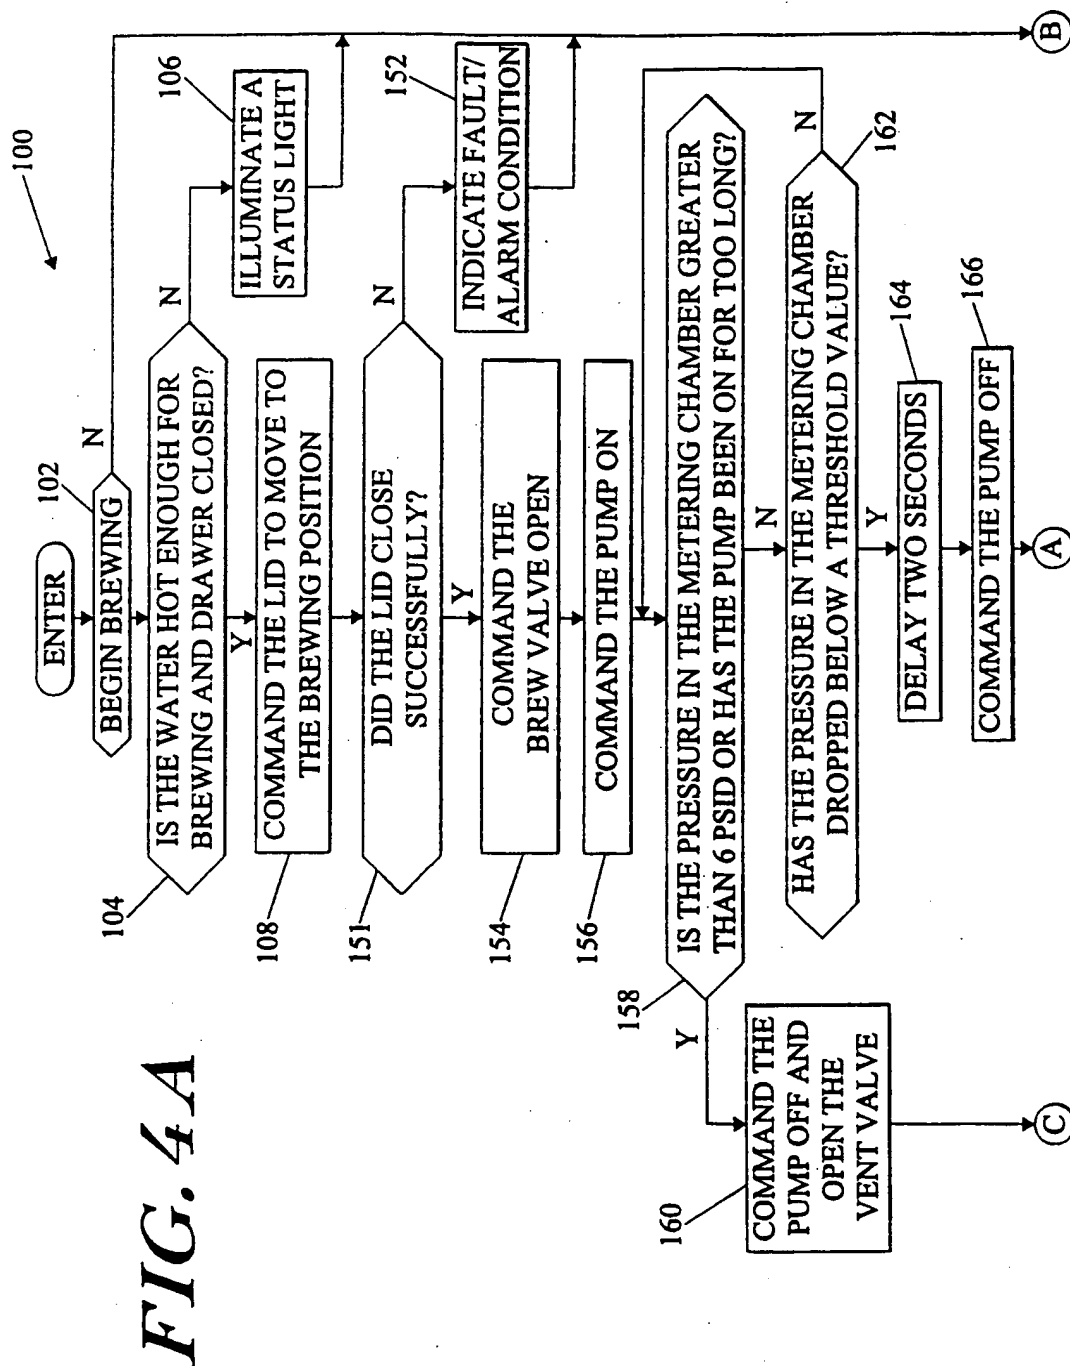 FIG. 4A
100
ENTER
102
BEGIN BREWING
N
104
IS THE WATER HOT ENOUGH FOR
BREWING AND DRAWER CLOSED?
N
106
ILLUMINATE A
STATUS LIGHT
Y
108
COMMAND THE LID TO MOVE TO
THE BREWING POSITION
151
DID THE LID CLOSE
SUCCESSFULLY?
N
152
INDICATE FAULT/
ALARM CONDITION
Y
154
COMMAND THE
BREW VALVE OPEN
156
COMMAND THE PUMP ON
158
IS THE PRESSURE IN THE METERING CHAMBER GREATER
THAN 6 PSID OR HAS THE PUMP BEEN ON FOR TOO LONG?
Y
160
COMMAND THE
PUMP OFF AND
OPEN THE
VENT VALVE
N
162
HAS THE PRESSURE IN THE METERING CHAMBER
DROPPED BELOW A THRESHOLD VALUE?
N
Y
164
DELAY TWO SECONDS
166
COMMAND THE PUMP OFF
C
A
B